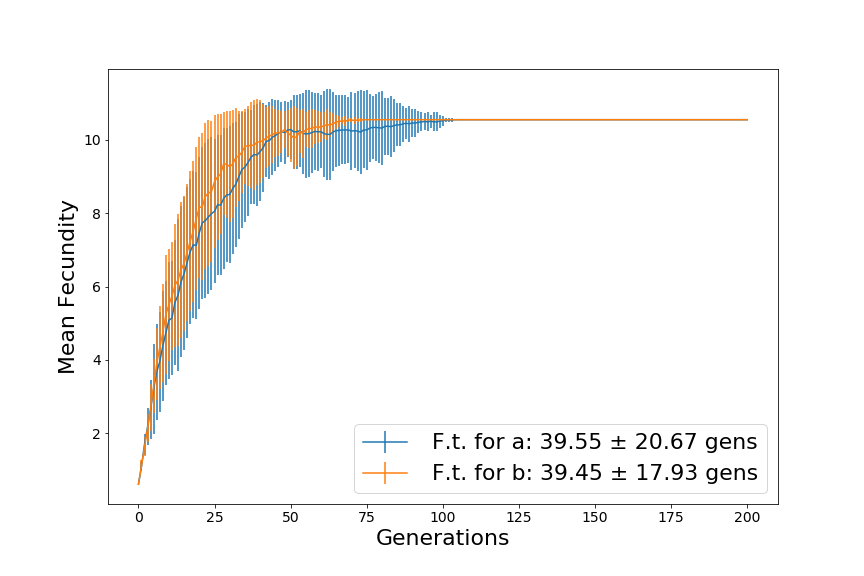 Mean Fecundity
10
8
6
4
2
F.t. for a: 39.55 ± 20.67 gens
F.t. for b: 39.45 ± 17.93 gens
0 25 50 75 100 125 150 175 200
Generations